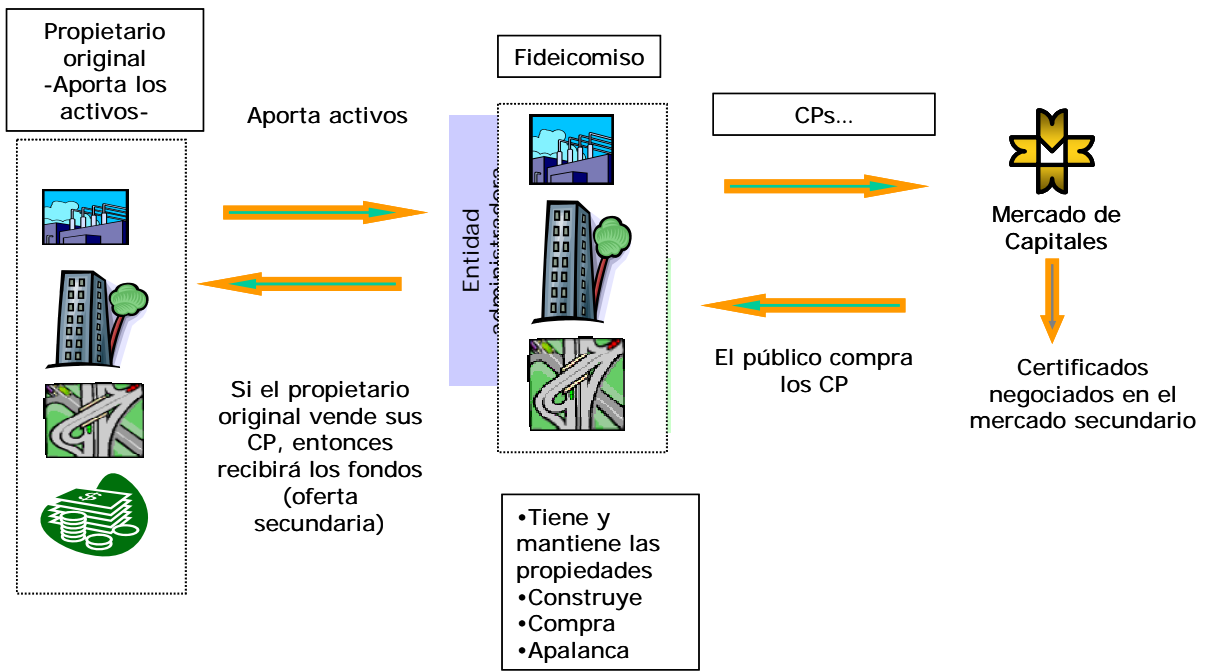 Propietario
original
-Aporta los
activos-
Aporta activos
Si el propietario
original vende sus
CP, entonces
recibirá los fondos
(oferta
secundaria)
Fideicomiso
Entidad
administradora
•Tiene y
mantiene las
propiedades
•Construye
•Compra
•Apalanca
CPs...
El público compra
los CP
Mercado de
Capitales
Certificados
negociados en el
mercado secundario